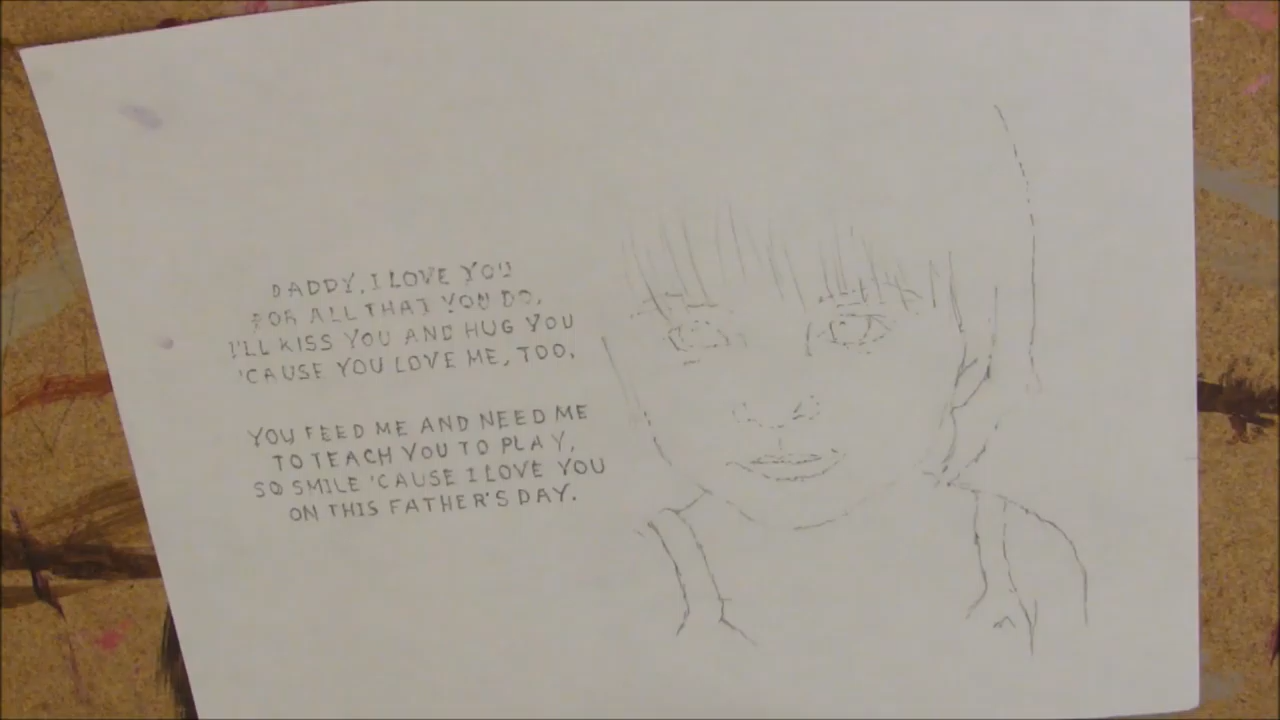 DADDY, I LOVE YOU
FOR ALL THAT YOU DO.
I'LL KISS YOU AND HUG YOU
'CAUSE YOU LOVE ME, TOO.
YOU FEED ME AND NEED ME
TO TEACH YOU TO PLAY,
SO SMILE 'CAUSE I LOVE YOU
ON THIS FATHER'S DAY.